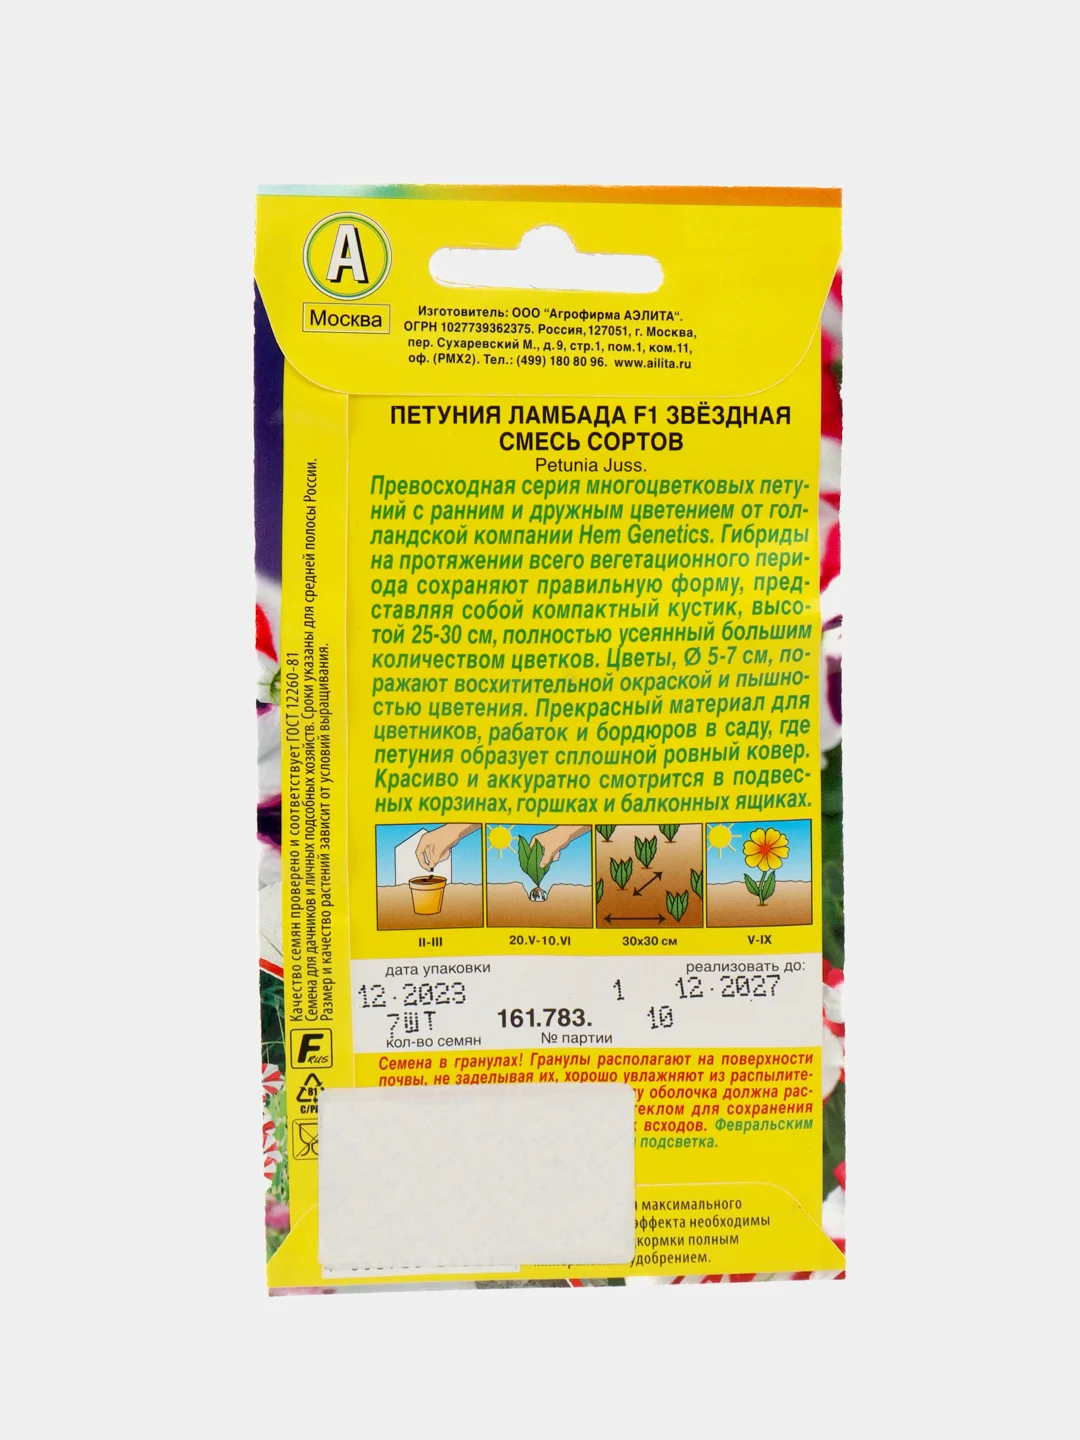 А
Москва
Изготовитель: ООО “Агрофирма АЭЛИТА“.
ОГРН 1027739362375. Россия,127051, г. Москва,
пер. Сухаревский М., д.9, стр.1, пом.1, ком.11,
оф. (РМХ2). Тел.: (499) 180 80 96. www.ailita.ru
ПЕТУНИЯ ЛАМБАДА F1 ЗВЁЗДНАЯ
СМЕСЬ СОРТОВ
Petunia Juss.
Превосходная серия многоцветковых пету-
ний с ранним и дружным цветением от гол-
ландской компании Hem Genetics. Гибриды
на протяжении всего вегетационного пери-
ода сохраняют правильную форму, пред-
ставляя собой компактный кустик, высо-
той 25-30 см, полностью усеянный большим
количеством цветков. Цветы, Ø 5-7 см, по-
ражают восхитительной окраской и пышно-
стью цветения. Прекрасный материал для
цветников, рабаток и бордюров в саду, где
петуния образует сплошной ровный ковер.
Красиво и аккуратно смотрится в подвес-
ных корзинах, горшках и балконных ящиках.
II-III
20.V-10.VI
30х30 см
V-IX
дата упаковки
реализовать до:
12.2023
1
12.2027
7ШТ
161.783.
10
кол-во семян
№ партии
Семена в гранулах! Гранулы располагают на поверхности
почвы, не заделывая их, хорошо увлажняют из распылите-
оболочка должна рас-
для сохранения
всходов. Февральским
подсветка.
максимального
эффекта необходимы
полным
удобрением.
Качество семян проверено и соответствует ГОСТ 12260-81
Семена для дачников и личных подсобных хозяйств. Сроки указаны для средней полосы России.
Размер и качество растений зависит от условий выращивания.
F RUS
81